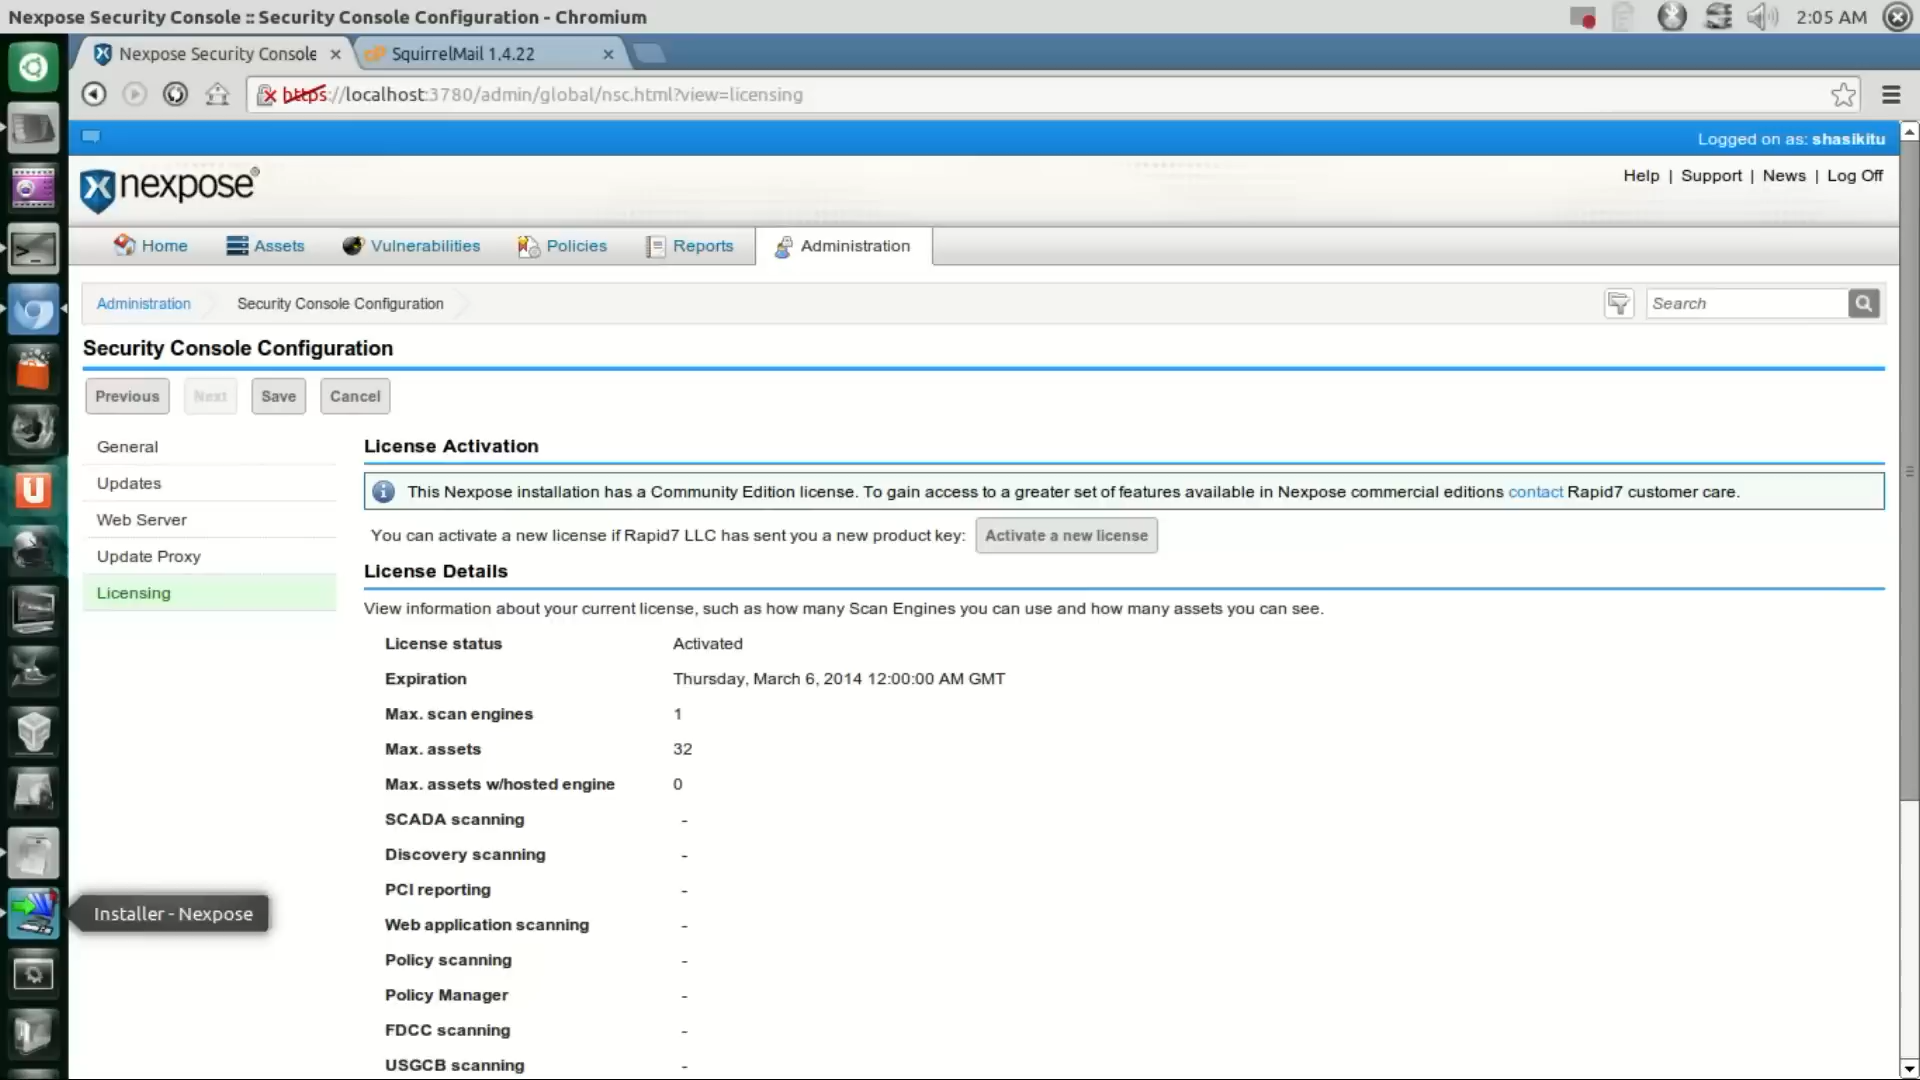 Nexpose Security Console :: Security Console Configuration - Chromium
2:05 AM
Nexpose Security Console
SquirrelMail 1.4.22
https://localhost:3780/admin/global/nsc.html?view=licensing
Logged on as: shasikitu
nexpose®
Help | Support | News | Log Off
Home
Assets
Vulnerabilities
Policies
Reports
Administration
Administration
Security Console Configuration
Search
Security Console Configuration
Previous
Next
Save
Cancel
General
Updates
Web Server
Update Proxy
Licensing
License Activation
This Nexpose installation has a Community Edition license. To gain access to a greater set of features available in Nexpose commercial editions contact Rapid7 customer care.
You can activate a new license if Rapid7 LLC has sent you a new product key:
Activate a new license
License Details
View information about your current license, such as how many Scan Engines you can use and how many assets you can see.
License status Activated
Expiration Thursday, March 6, 2014 12:00:00 AM GMT
Max. scan engines 1
Max. assets 32
Max. assets w/hosted engine 0
SCADA scanning -
Discovery scanning -
PCI reporting -
Web application scanning -
Policy scanning -
Policy Manager -
FDCC scanning -
USGCB scanning -
Installer - Nexpose